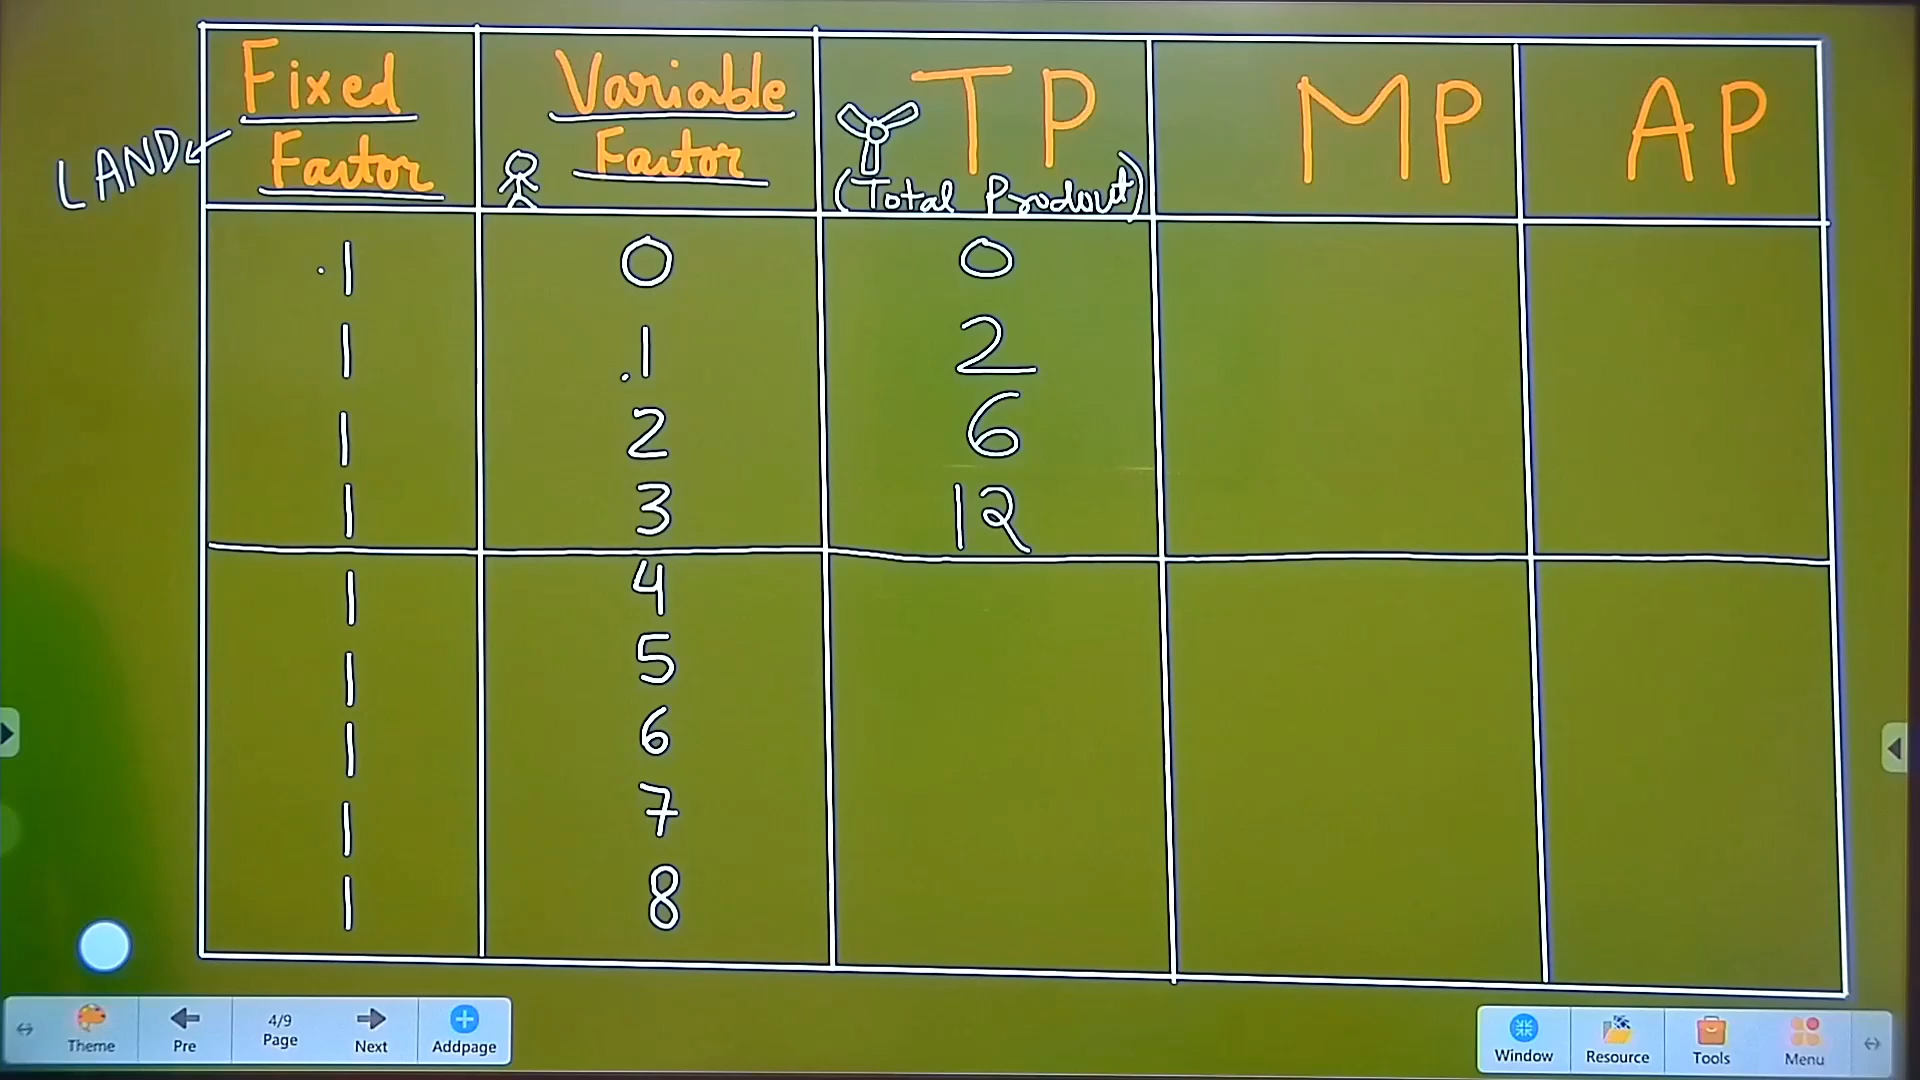 Fixed Factor
Variable Factor
TP
(Total Prodout)
MP
AP
LAND
1 0 0
1 1 2
1 2 6
1 3 12
1 4
1 5
1 6
1 7
1 8
Theme
Pre
4/9
Page
Next
Addpage
Window
Resource
Tools
Menu